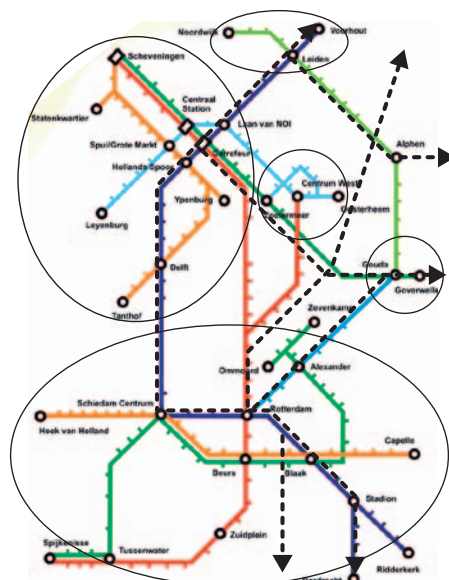 Noordwijk
Voorhout
Leiden
Scheveningen
Centraal
Station
Statenkwartier
Laan van NOI
Spui/Grote Markt
Hollands Spoor
Alphen
Centrum West
Ypenburg
Zoetermeer
Oosterheem
Leyenburg
Delft
Gouda
Goverwelle
Tanthof
Zevenkamp
Ommoord
Alexander
Schiedam Centrum
Rotterdam
Hoek van Holland
Capelle
Beurs
Blaak
Stadion
Zuidplein
Spijkenisse
Tussenwater
Ridderkerk